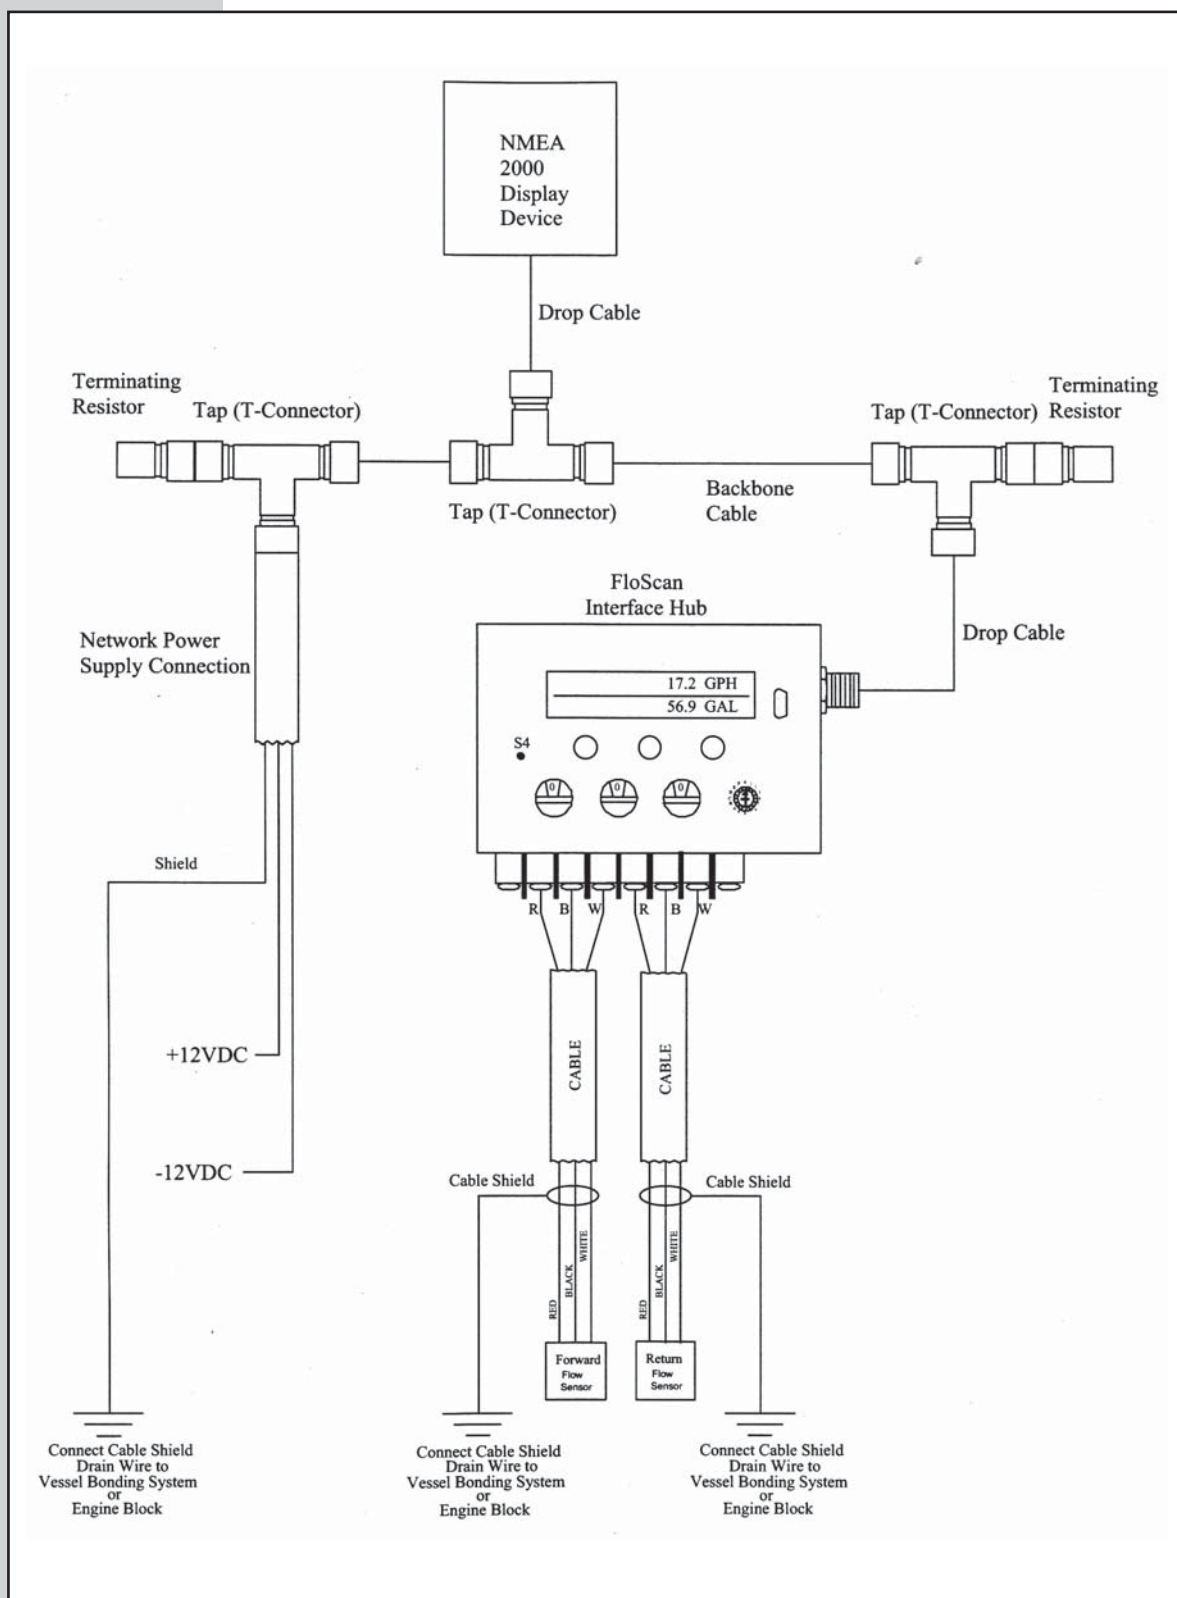 NMEA
2000
Display
Device
Drop Cable
Terminating
Resistor
Tap (T-Connector)
Tap (T-Connector)
Terminating
Resistor
Tap (T-Connector)
Backbone
Cable
FloScan
Interface Hub
Network Power
Supply Connection
Drop Cable
17.2 GPH
56.9 GAL
S4
0
0
0
Shield
R B W R B W
CABLE
CABLE
+12VDC
-12VDC
Cable Shield
Cable Shield
RED
BLACK
WHITE
RED
BLACK
WHITE
Forward
Flow
Sensor
Return
Flow
Sensor
Connect Cable Shield
Drain Wire to
Vessel Bonding System
or
Engine Block
Connect Cable Shield
Drain Wire to
Vessel Bonding System
or
Engine Block
Connect Cable Shield
Drain Wire to
Vessel Bonding System
or
Engine Block